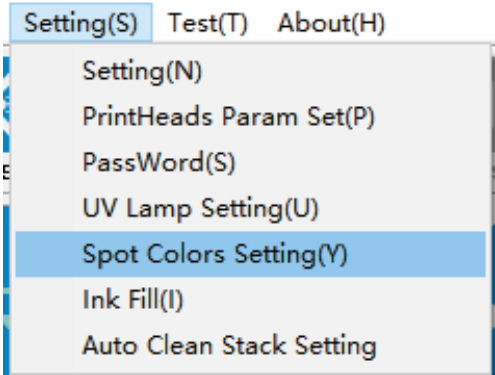 Setting(S) Test(T) About(H)
Setting(N)
PrintHeads Param Set(P)
PassWord(S)
UV Lamp Setting(U)
Spot Colors Setting(Y)
Ink Fill(I)
Auto Clean Stack Setting